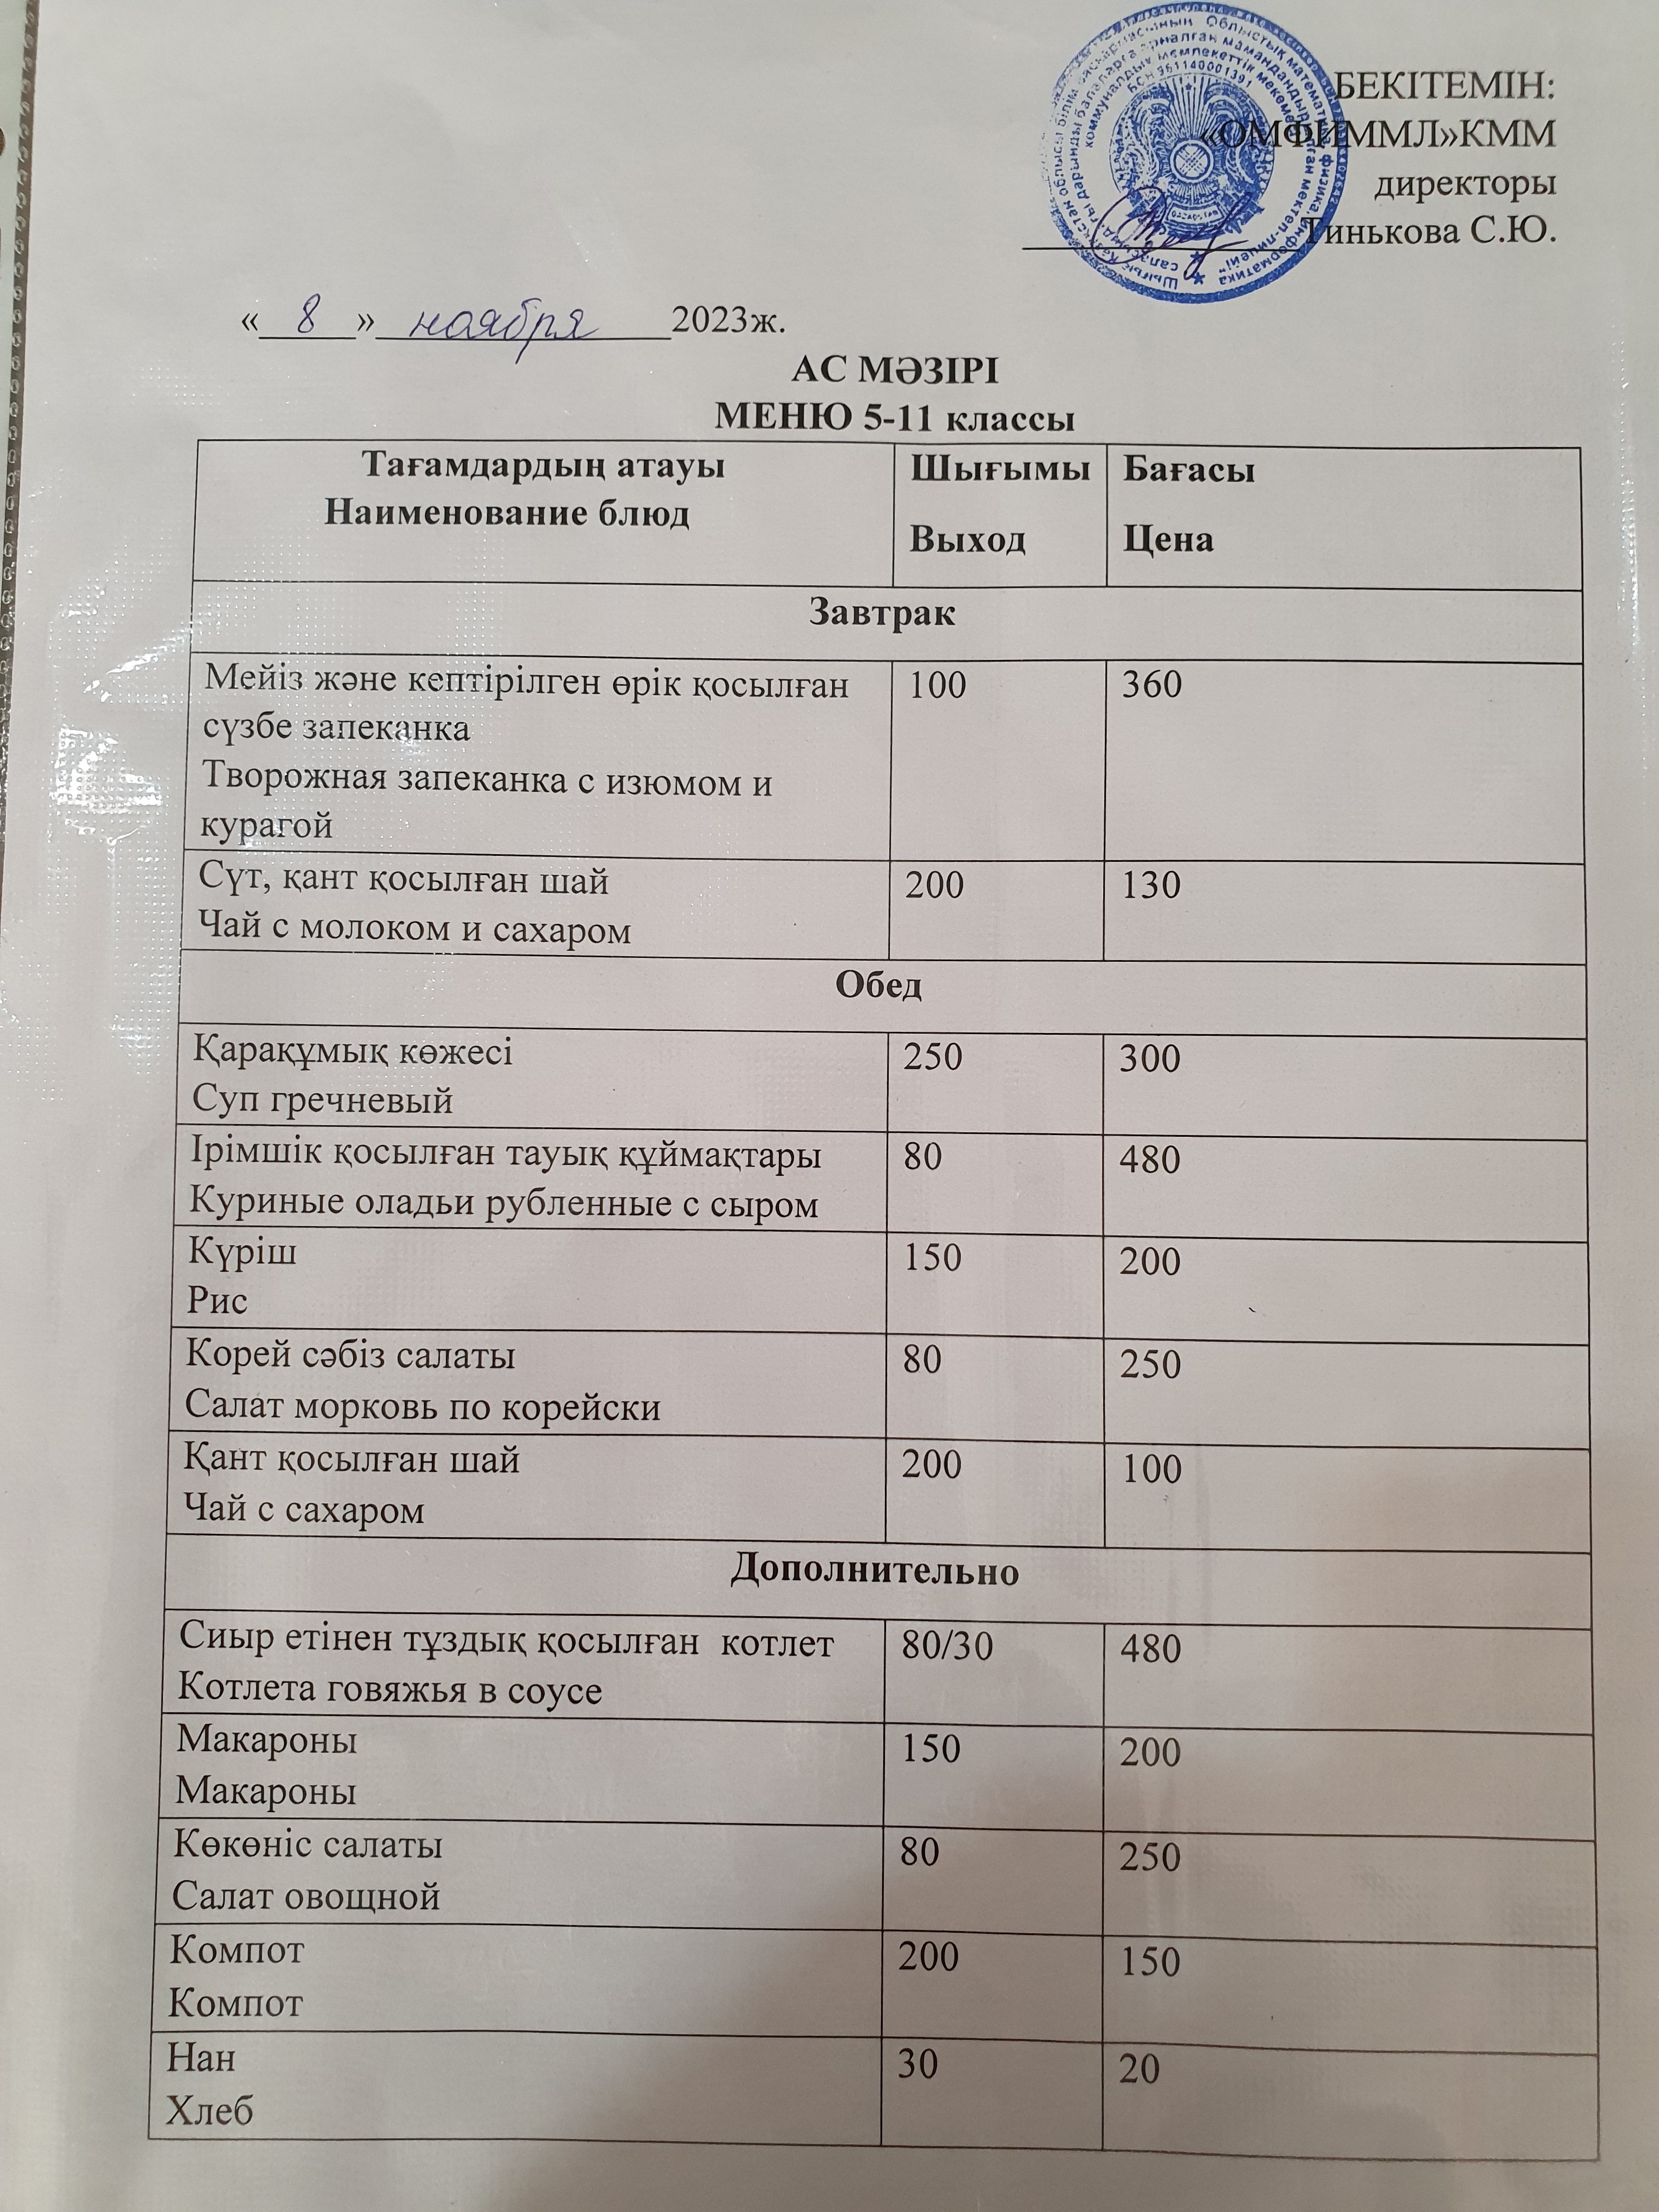 БЕКІТЕМІН:
«ОМФИММЛ»КММ
директоры
Тинькова С.Ю.
БСН 961140001391
« 8 » ноября 2023ж.
АС МӘЗІРІ
МЕНЮ 5-11 классы
Тағамдардың атауы
Наименование блюд
Шығымы
Выход
Бағасы
Цена
Завтрак
Мейіз және кептірілген өрік қосылған
сүзбе запеканка
Творожная запеканка с изюмом и
курагой
100
360
Сүт, қант қосылған шай
Чай с молоком и сахаром
200
130
Обед
Қарақұмық көжесі
Суп гречневый
250
300
Ірімшік қосылған тауық құймақтары
Куриные оладьи рубленные с сыром
80
480
Күріш
Рис
150
200
Корей сәбіз салаты
Салат морковь по корейски
80
250
Қант қосылған шай
Чай с сахаром
200
100
Дополнительно
Сиыр етінен тұздық қосылған котлет
Котлета говяжья в соусе
80/30
480
Макароны
Макароны
150
200
Көкөніс салаты
Салат овощной
80
250
Компот
Компот
200
150
Нан
Хлеб
30
20